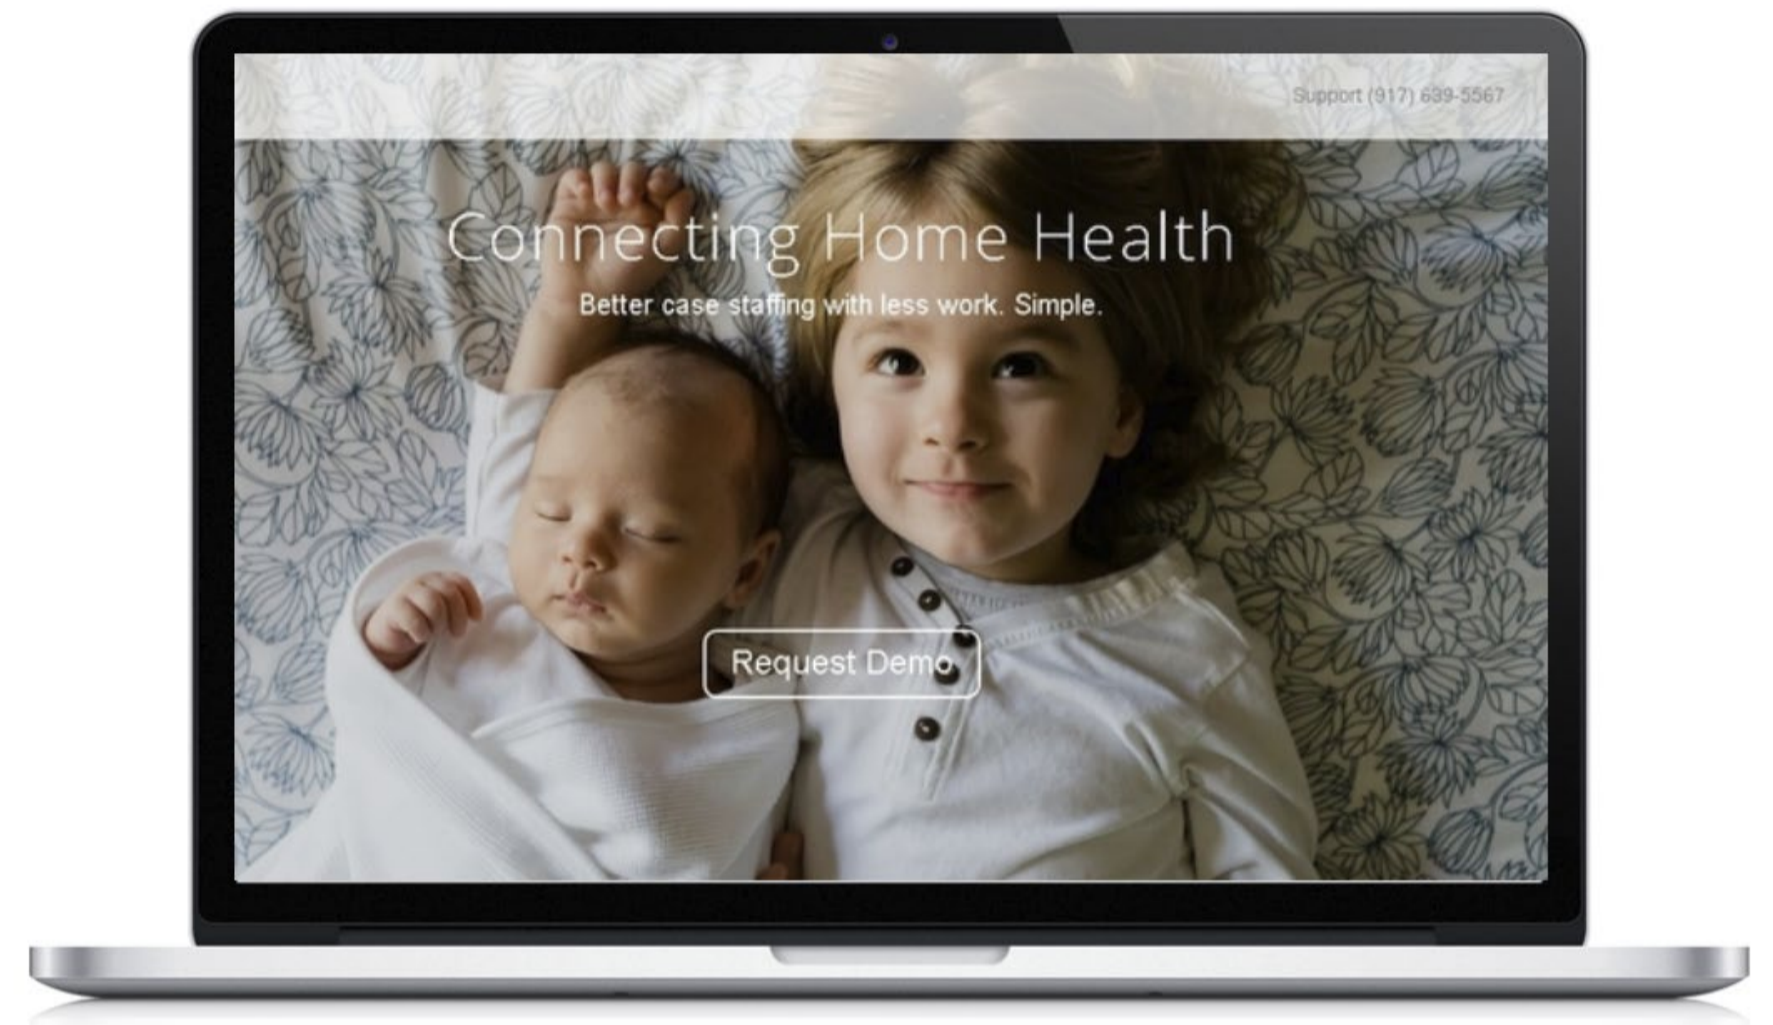 Support (917) 639-5567
Connecting Home Health
Better case staffing with less work. Simple.
Request Demo